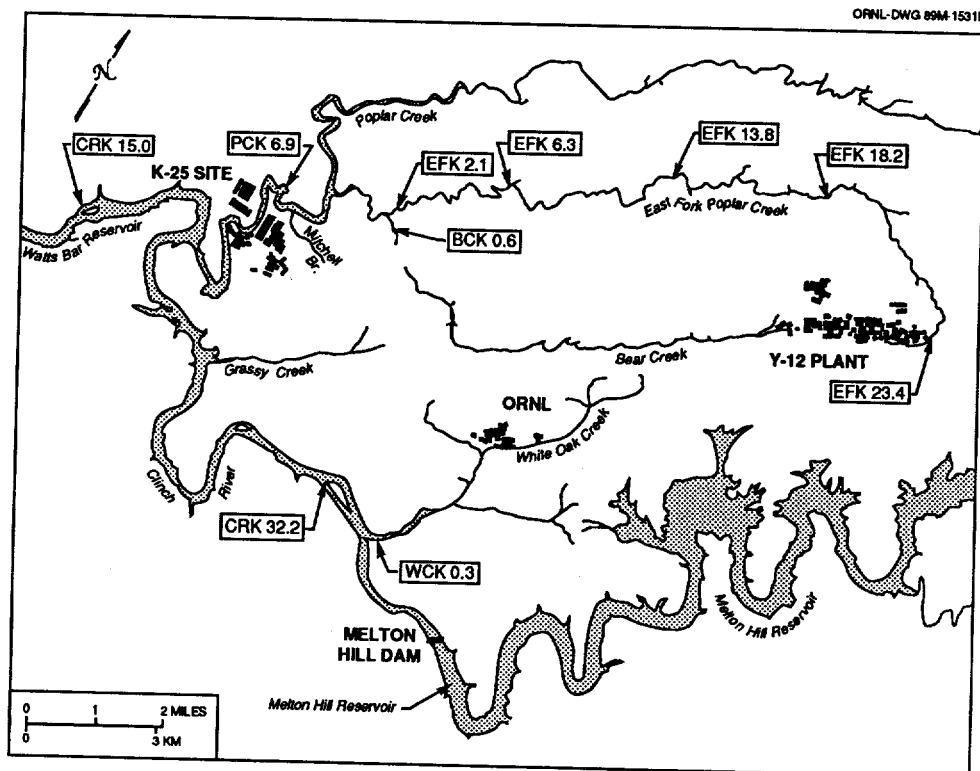 ORNL-DWG 89M-1531
N
Poplar Creek
CRK 15.0
PCK 6.9
EFK 2.1
EFK 6.3
EFK 13.8
EFK 18.2
K-25 SITE
East Fork Poplar Creek
Watts Bar Reservoir
Mitchell
Br.
BCK 0.6
Grassy Creek
Bear Creek
Y-12 PLANT
EFK 23.4
ORNL
White Oak Creek
Clinch
River
CRK 32.2
WCK 0.3
Melton Hill Reservoir
MELTON
HILL DAM
Melton Hill Reservoir
0 1 2 MILES
0 3 KM